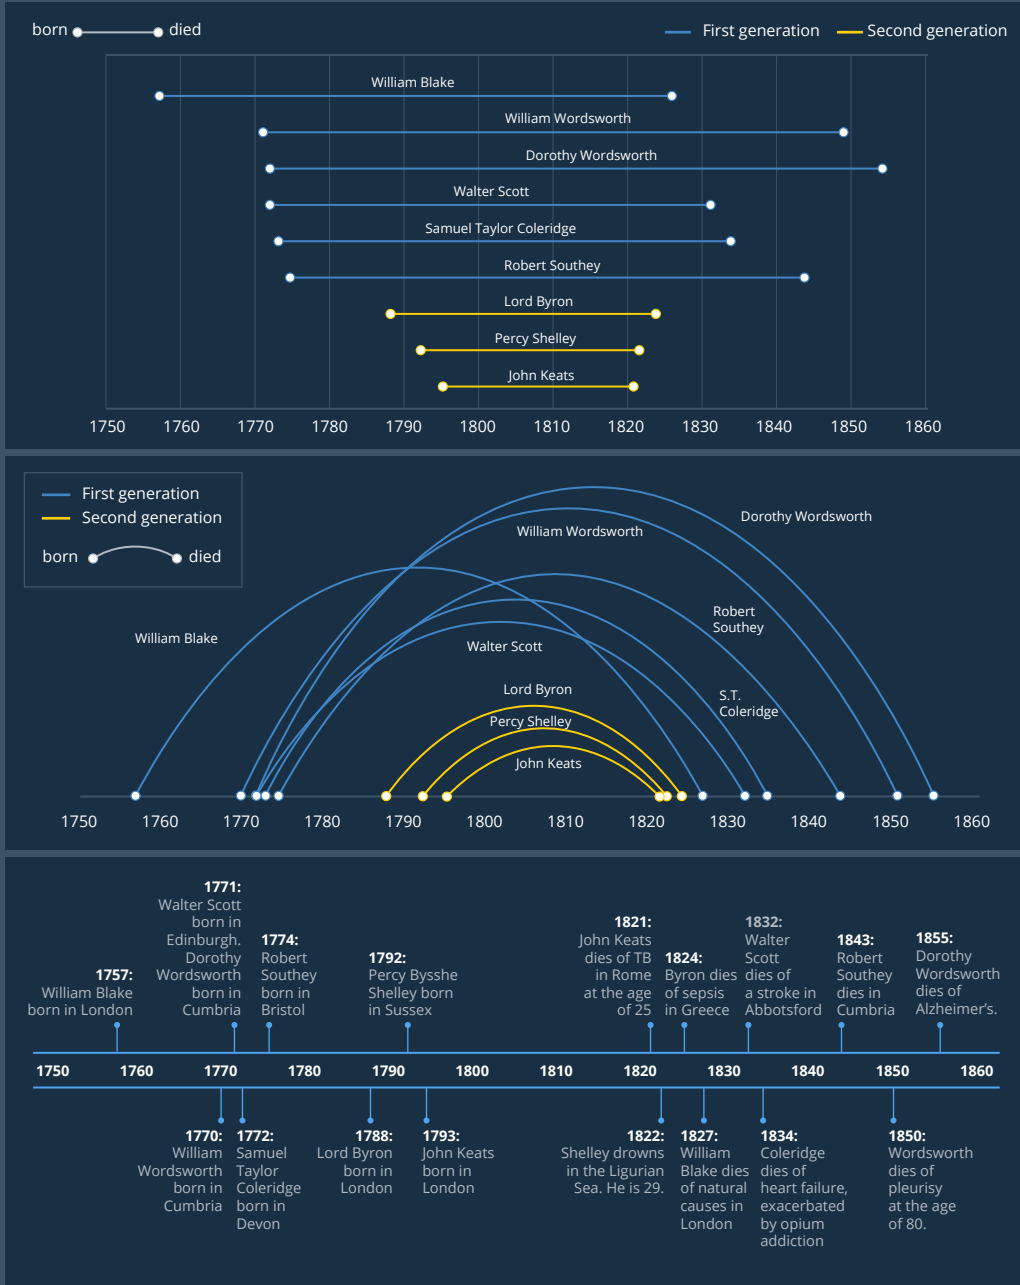 born died
First generation Second generation
William Blake
William Wordsworth
Dorothy Wordsworth
Walter Scott
Samuel Taylor Coleridge
Robert Southey
Lord Byron
Percy Shelley
John Keats
1750 1760 1770 1780 1790 1800 1810 1820 1830 1840 1850 1860
First generation
Second generation
born died
Dorothy Wordsworth
William Wordsworth
Robert
Southey
William Blake
Walter Scott
Lord Byron
S.T.
Coleridge
Percy Shelley
John Keats
1750 1760 1770 1780 1790 1800 1810 1820 1830 1840 1850 1860
1757:
William Blake
born in London
1771:
Walter Scott
born in
Edinburgh.
Dorothy
Wordsworth
born in
Cumbria
1774:
Robert
Southey
born in
Bristol
1792:
Percy Bysshe
Shelley born
in Sussex
1821:
John Keats
dies of TB
in Rome
at the age
of 25
1824:
Byron dies
of sepsis
in Greece
1832:
Walter
Scott
dies of
a stroke in
Abbotsford
1843:
Robert
Southey
dies in
Cumbria
1855:
Dorothy
Wordsworth
dies of
Alzheimer's.
1750 1760 1770 1780 1790 1800 1810 1820 1830 1840 1850 1860
1770:
William
Wordsworth
born in
Cumbria
1772:
Samuel
Taylor
Coleridge
born in
Devon
1788:
Lord Byron
born in
London
1793:
John Keats
born in
London
1822:
Shelley drowns
in the Ligurian
Sea. He is 29.
1827:
William
Blake dies
of natural
causes in
London
1834:
Coleridge
dies of
heart failure,
exacerbated
by opium
addiction
1850:
Wordsworth
dies of
pleurisy
at the age
of 80.